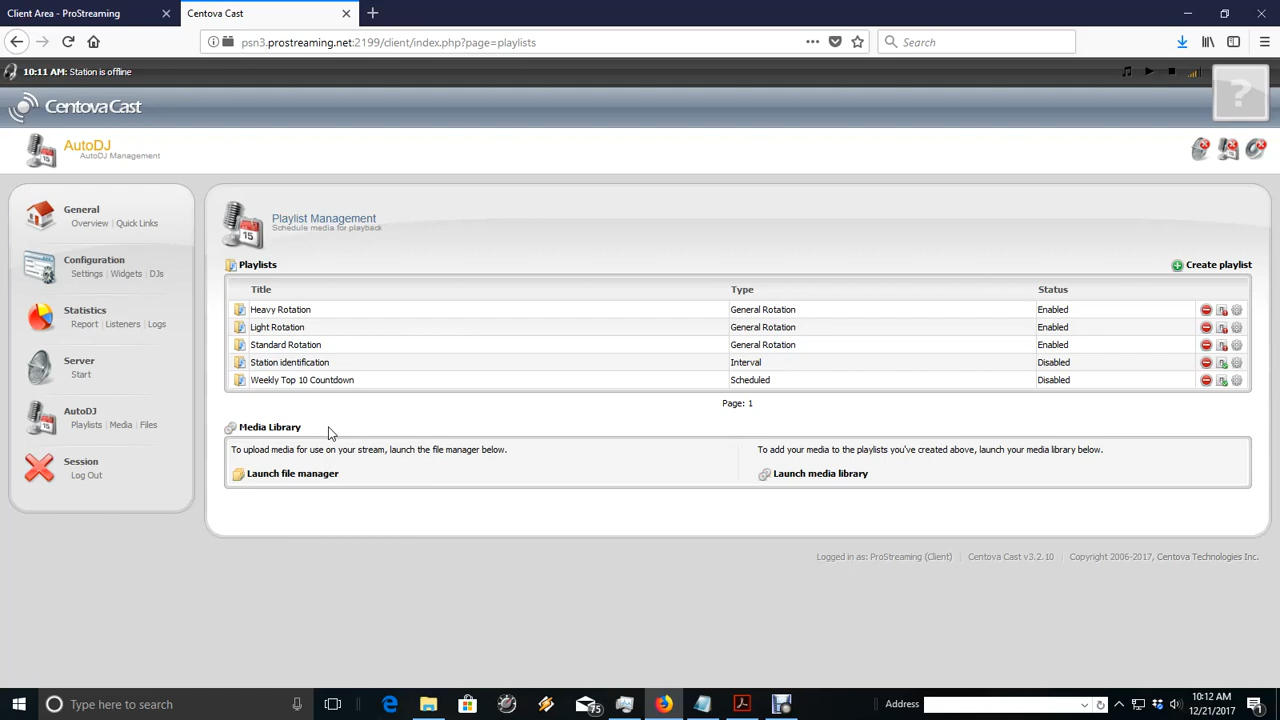 Client Area - ProStreaming
Centova Cast
psn3.prostreaming.net:2199/client/index.php?page=playlists
Search
10:11 AM: Station is offline
CentovaCast
?
AutoDJ
AutoDJ Management
General
Overview | Quick Links
Configuration
Settings | Widgets | DJs
Statistics
Report | Listeners | Logs
Server
Start
AutoDJ
Playlists | Media | Files
Session
Log Out
Playlist Management
Schedule media for playback
Playlists
Create playlist
Title Type Status
Heavy Rotation General Rotation Enabled
Light Rotation General Rotation Enabled
Standard Rotation General Rotation Enabled
Station identification Interval Disabled
Weekly Top 10 Countdown Scheduled Disabled
Page: 1
Media Library
To upload media for use on your stream, launch the file manager below.
Launch file manager
To add your media to the playlists you've created above, launch your media library below.
Launch media library
Logged in as: ProStreaming (Client) | Centova Cast v3.2.10 | Copyright 2006-2017, Centova Technologies Inc.
Type here to search
75
Address
10:12 AM
12/21/2017
1